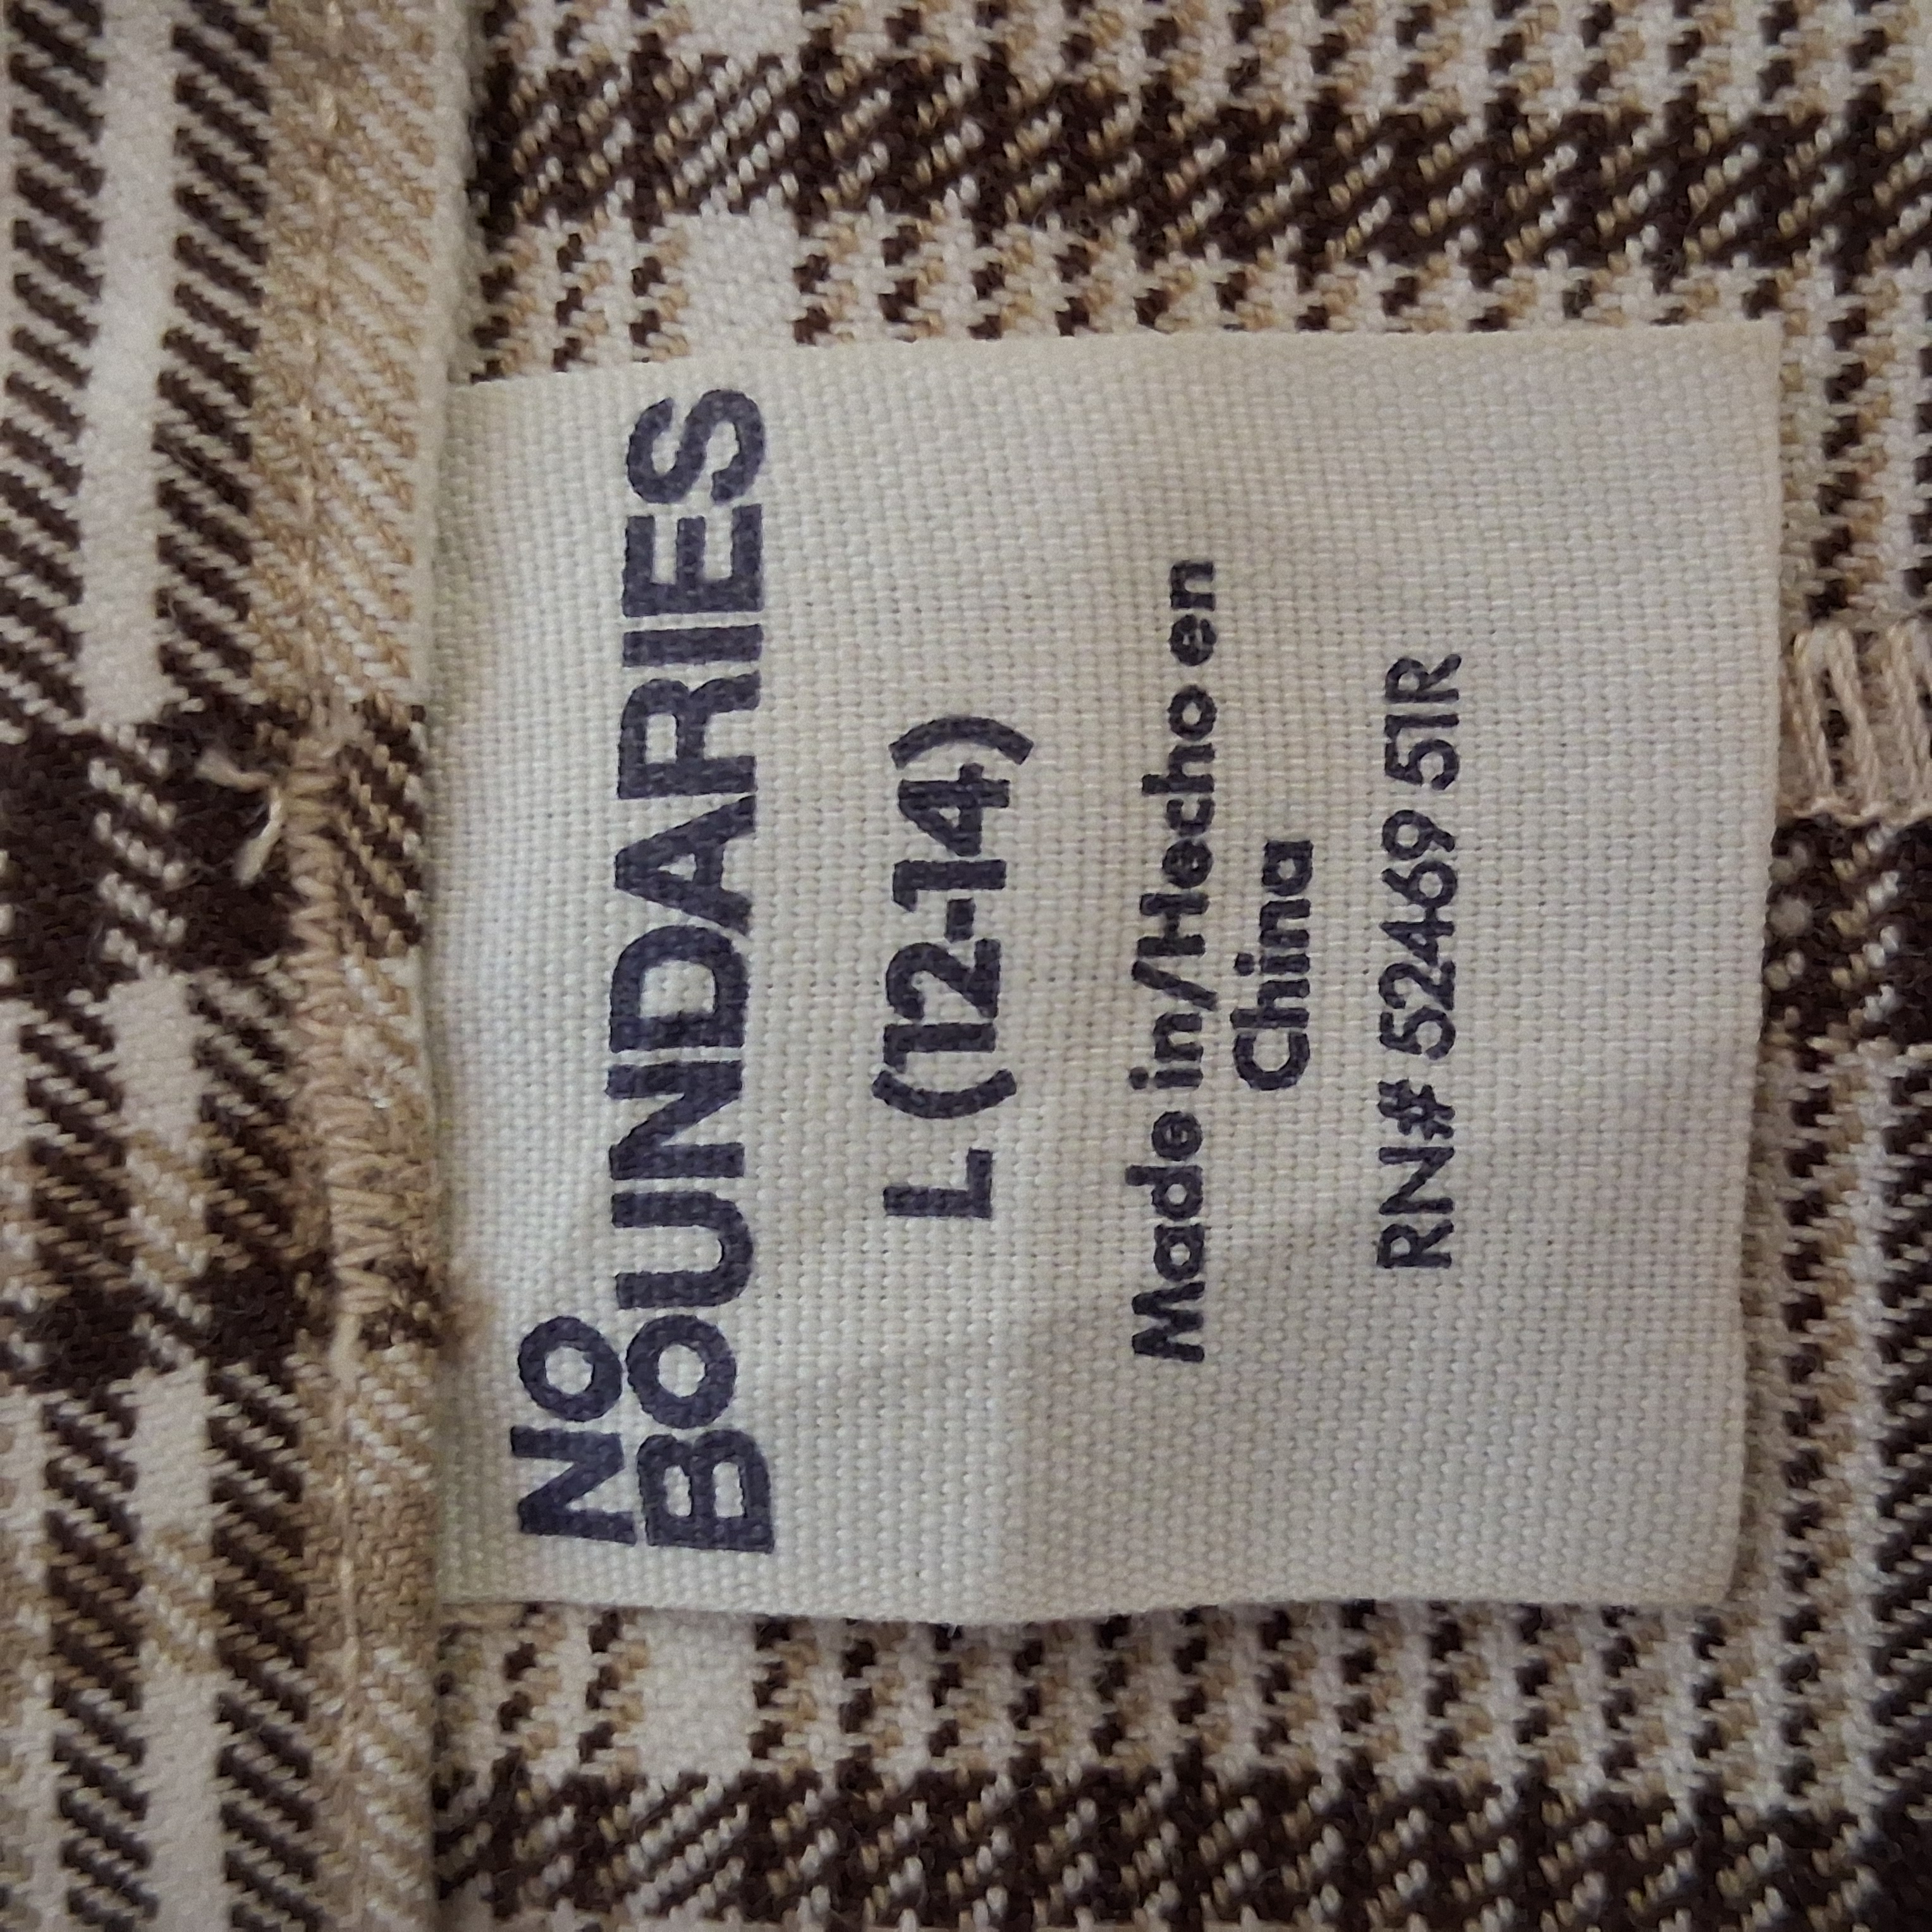 NO
BOUNDARIES
L (12-14)
Made in/Hecho en
China
RN# 52469 51R